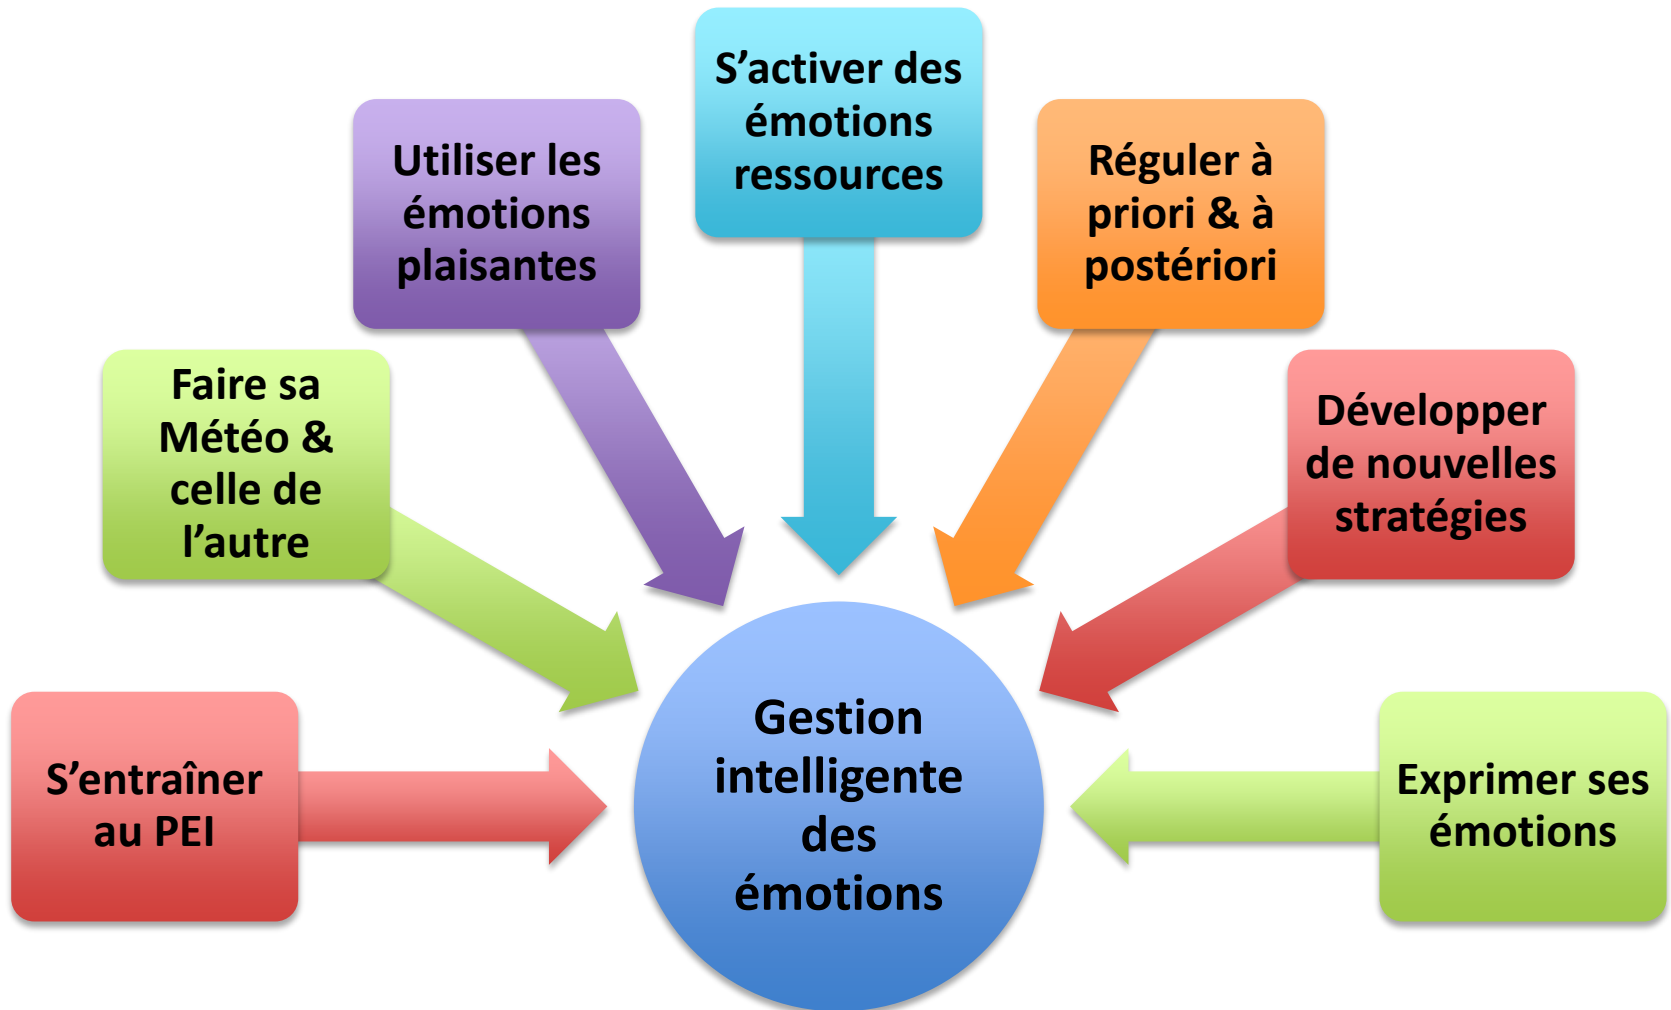 S’activer des
émotions
ressources
Utiliser les
émotions
plaisantes
Réguler à
priori & à
postériori
Faire sa
Météo &
celle de
l’autre
Développer
de nouvelles
stratégies
S’entraîner
au PEI
Gestion
intelligente
des
émotions
Exprimer ses
émotions